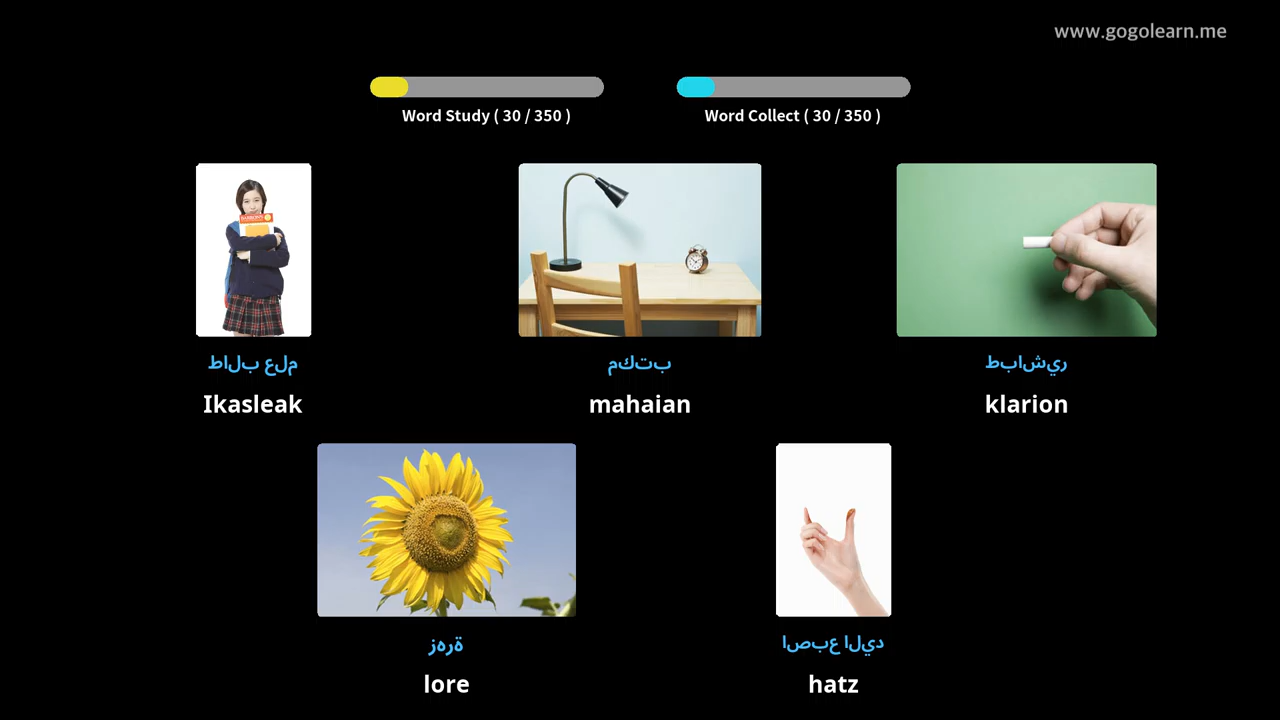 www.gogolearn.me
Word Study ( 30 / 350 )
Word Collect ( 30 / 350 )
طالب علم
Ikasleak
مكتب
mahaian
طباشير
klarion
زهرة
lore
اصبع اليد
hatz